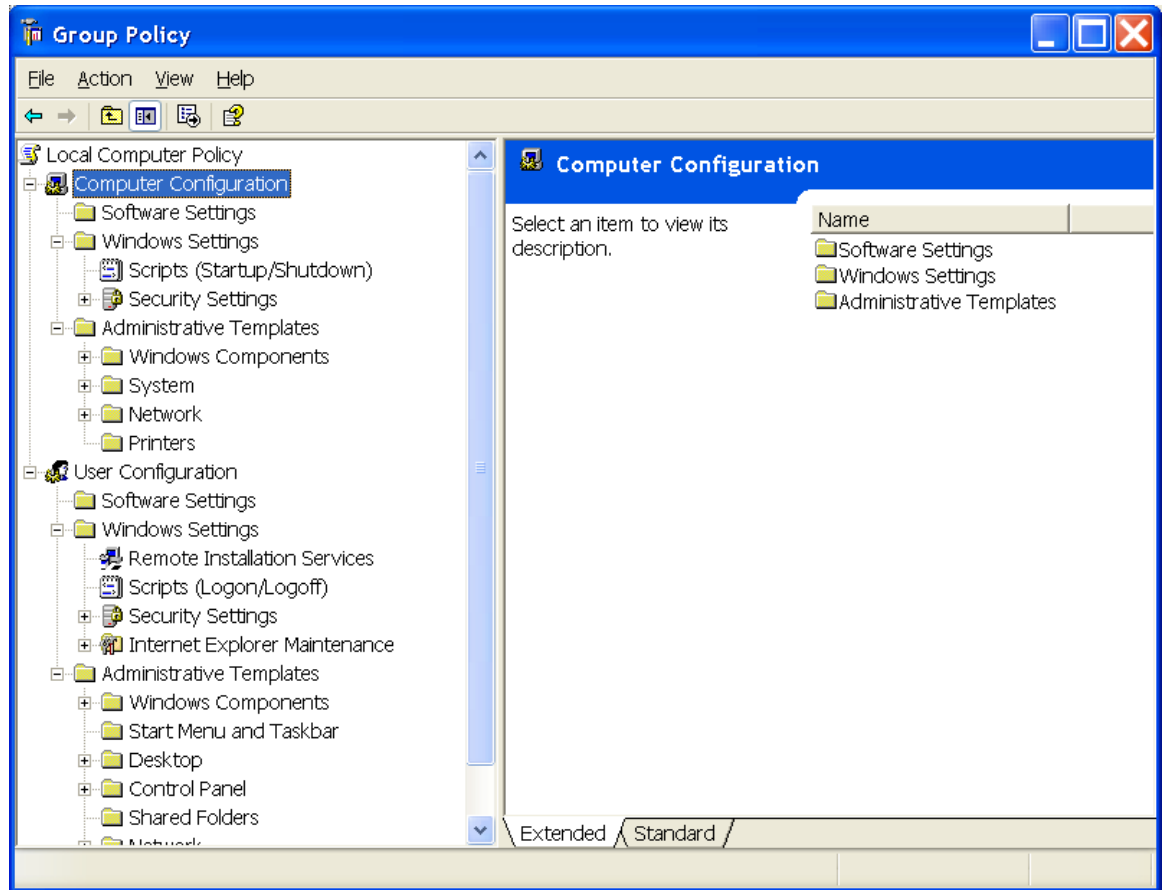 Group Policy
File Action View Help
Local Computer Policy
Computer Configuration
Software Settings
Windows Settings
Scripts (Startup/Shutdown)
Security Settings
Administrative Templates
Windows Components
System
Network
Printers
User Configuration
Software Settings
Windows Settings
Remote Installation Services
Scripts (Logon/Logoff)
Security Settings
Internet Explorer Maintenance
Administrative Templates
Windows Components
Start Menu and Taskbar
Desktop
Control Panel
Shared Folders
Network
Computer Configuration
Select an item to view its
description.
Name
Software Settings
Windows Settings
Administrative Templates
Extended Standard